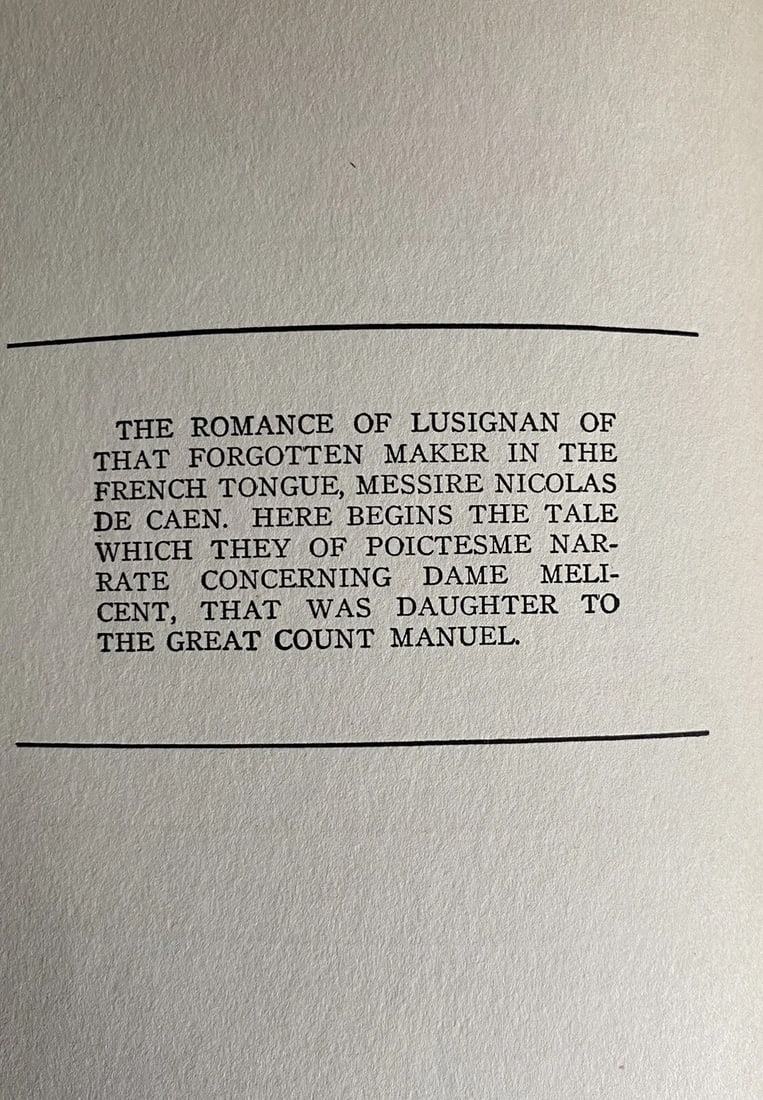 THE ROMANCE OF LUSIGNAN OF
THAT FORGOTTEN MAKER IN THE
FRENCH TONGUE, MESSIRE NICOLAS
DE CAEN. HERE BEGINS THE TALE
WHICH THEY OF POICTESME NAR-
RATE CONCERNING DAME MELI-
CENT, THAT WAS DAUGHTER TO
THE GREAT COUNT MANUEL.